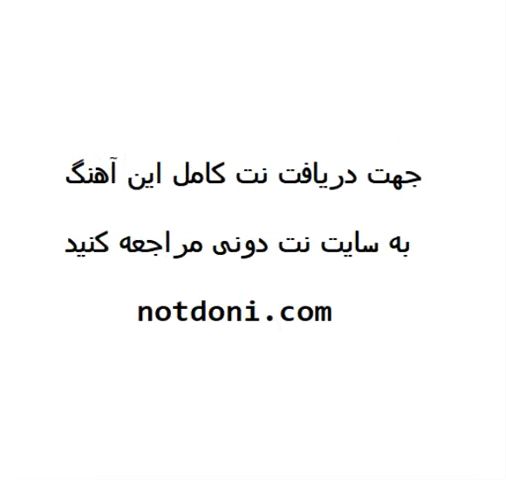 جهت دریافت نت کامل این آهنگ
به سایت نت دونی مراجعه کنید
notdoni.com